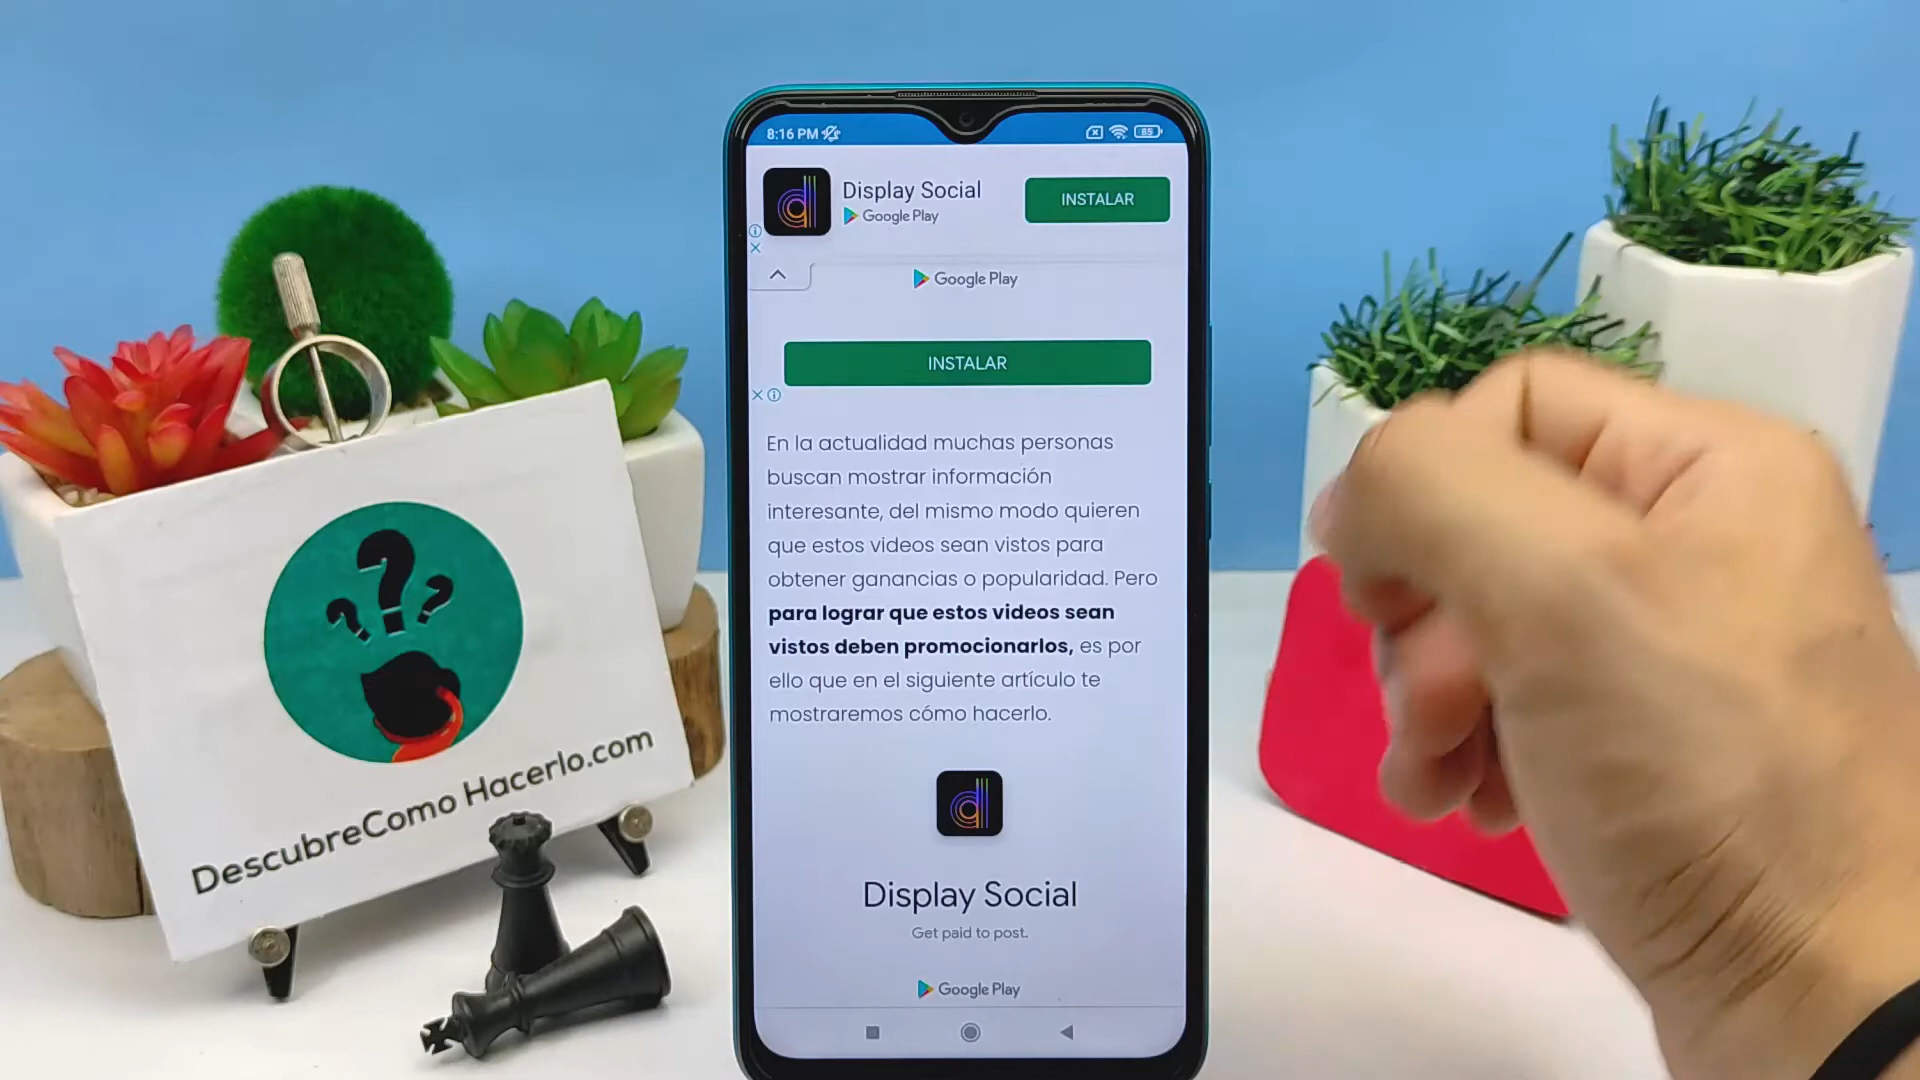 8:16 PM
85
Display Social
Google Play
INSTALAR
Google Play
INSTALAR
En la actualidad muchas personas
buscan mostrar información
interesante, del mismo modo quieren
que estos videos sean vistos para
obtener ganancias o popularidad. Pero
para lograr que estos videos sean
vistos deben promocionarlos, es por
ello que en el siguiente artículo te
mostraremos cómo hacerlo.
Display Social
Get paid to post.
Google Play
???
DescubreComo Hacerlo.com